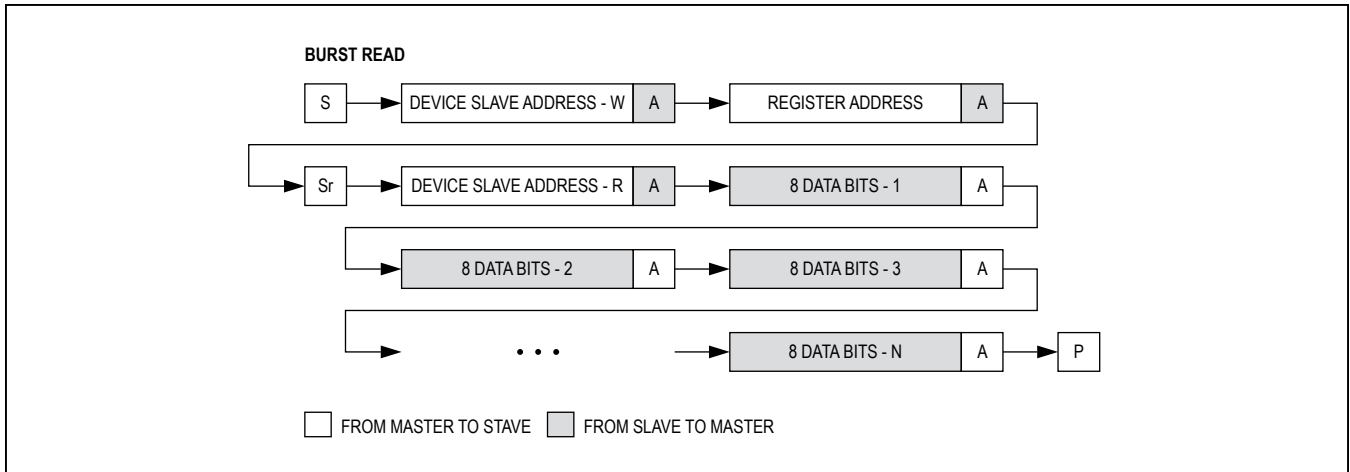 BURST READ
S DEVICE SLAVE ADDRESS - W A REGISTER ADDRESS A
Sr DEVICE SLAVE ADDRESS - R A 8 DATA BITS - 1 A
8 DATA BITS - 2 A 8 DATA BITS - 3 A
• • • 8 DATA BITS - N A P
FROM MASTER TO STAVE FROM SLAVE TO MASTER